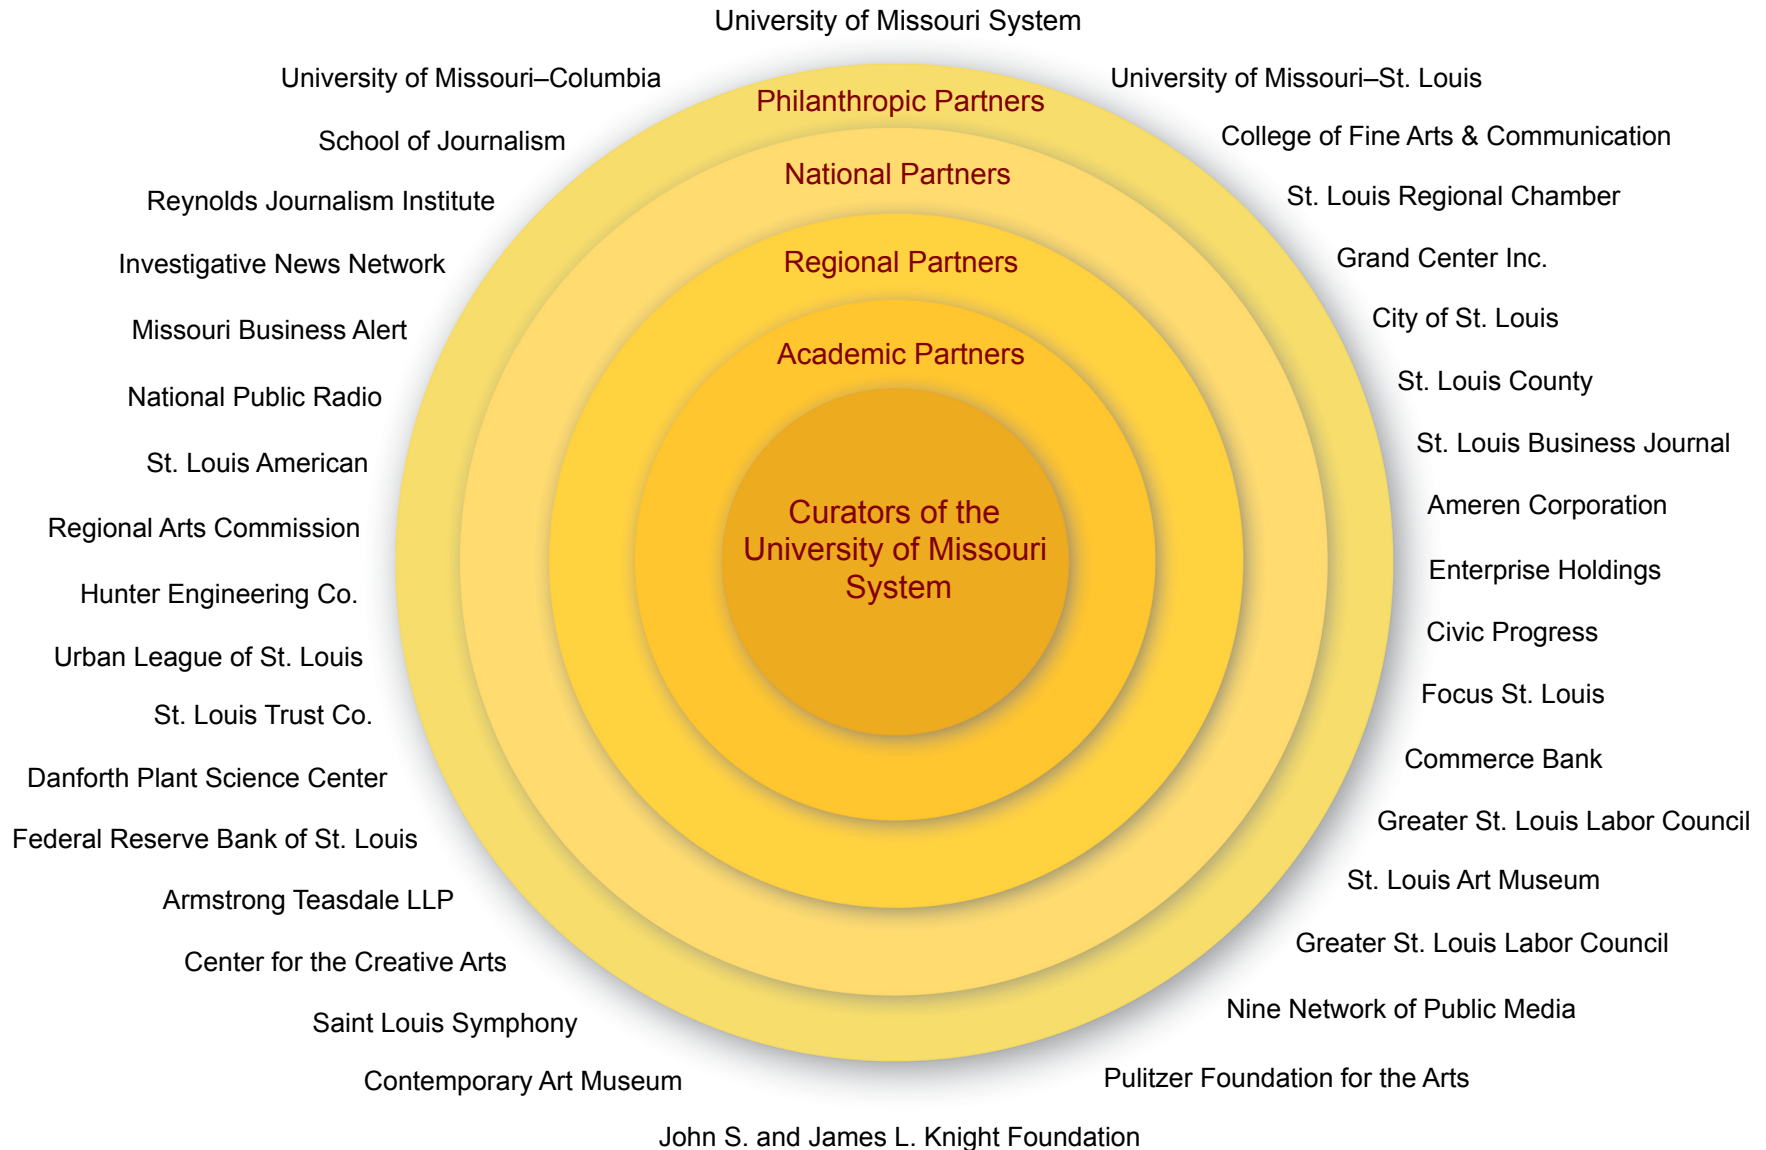 University of Missouri System
University of Missouri–Columbia
University of Missouri–St. Louis
Philanthropic Partners
School of Journalism
College of Fine Arts & Communication
National Partners
Reynolds Journalism Institute
St. Louis Regional Chamber
Investigative News Network
Regional Partners
Grand Center Inc.
Missouri Business Alert
City of St. Louis
Academic Partners
National Public Radio
St. Louis County
St. Louis American
St. Louis Business Journal
Regional Arts Commission
Ameren Corporation
Curators of the
University of Missouri
System
Hunter Engineering Co.
Enterprise Holdings
Urban League of St. Louis
Civic Progress
St. Louis Trust Co.
Focus St. Louis
Danforth Plant Science Center
Commerce Bank
Federal Reserve Bank of St. Louis
Greater St. Louis Labor Council
Armstrong Teasdale LLP
St. Louis Art Museum
Center for the Creative Arts
Greater St. Louis Labor Council
Saint Louis Symphony
Nine Network of Public Media
Contemporary Art Museum
Pulitzer Foundation for the Arts
John S. and James L. Knight Foundation